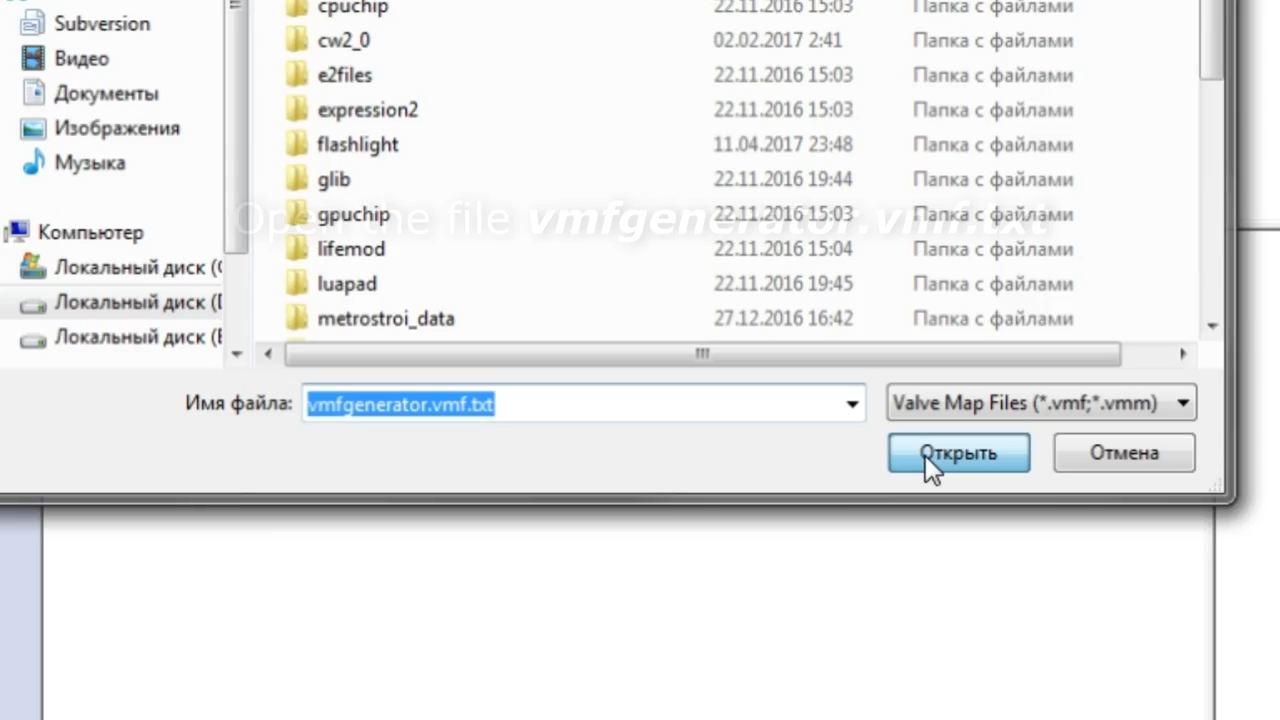 Subversion
Видео
Документы
Изображения
Музыка
Компьютер
Локальный диск (C
Локальный диск (D
Локальный диск (E
cpuchip 22.11.2016 15:03 Папка с файлами
cw2_0 02.02.2017 2:41 Папка с файлами
e2files 22.11.2016 15:03 Папка с файлами
expression2 22.11.2016 15:03 Папка с файлами
flashlight 11.04.2017 23:48 Папка с файлами
glib 22.11.2016 19:44 Папка с файлами
gpuchip 22.11.2016 15:03 Папка с файлами
Open the file vmfgenerator.vmf.txt
lifemod 22.11.2016 15:04 Папка с файлами
luapad 22.11.2016 19:45 Папка с файлами
metrostroi_data 27.12.2016 16:42 Папка с файлами
Имя файла: vmfgenerator.vmf.txt Valve Map Files (*.vmf;*.vmm)
Открыть Отмена